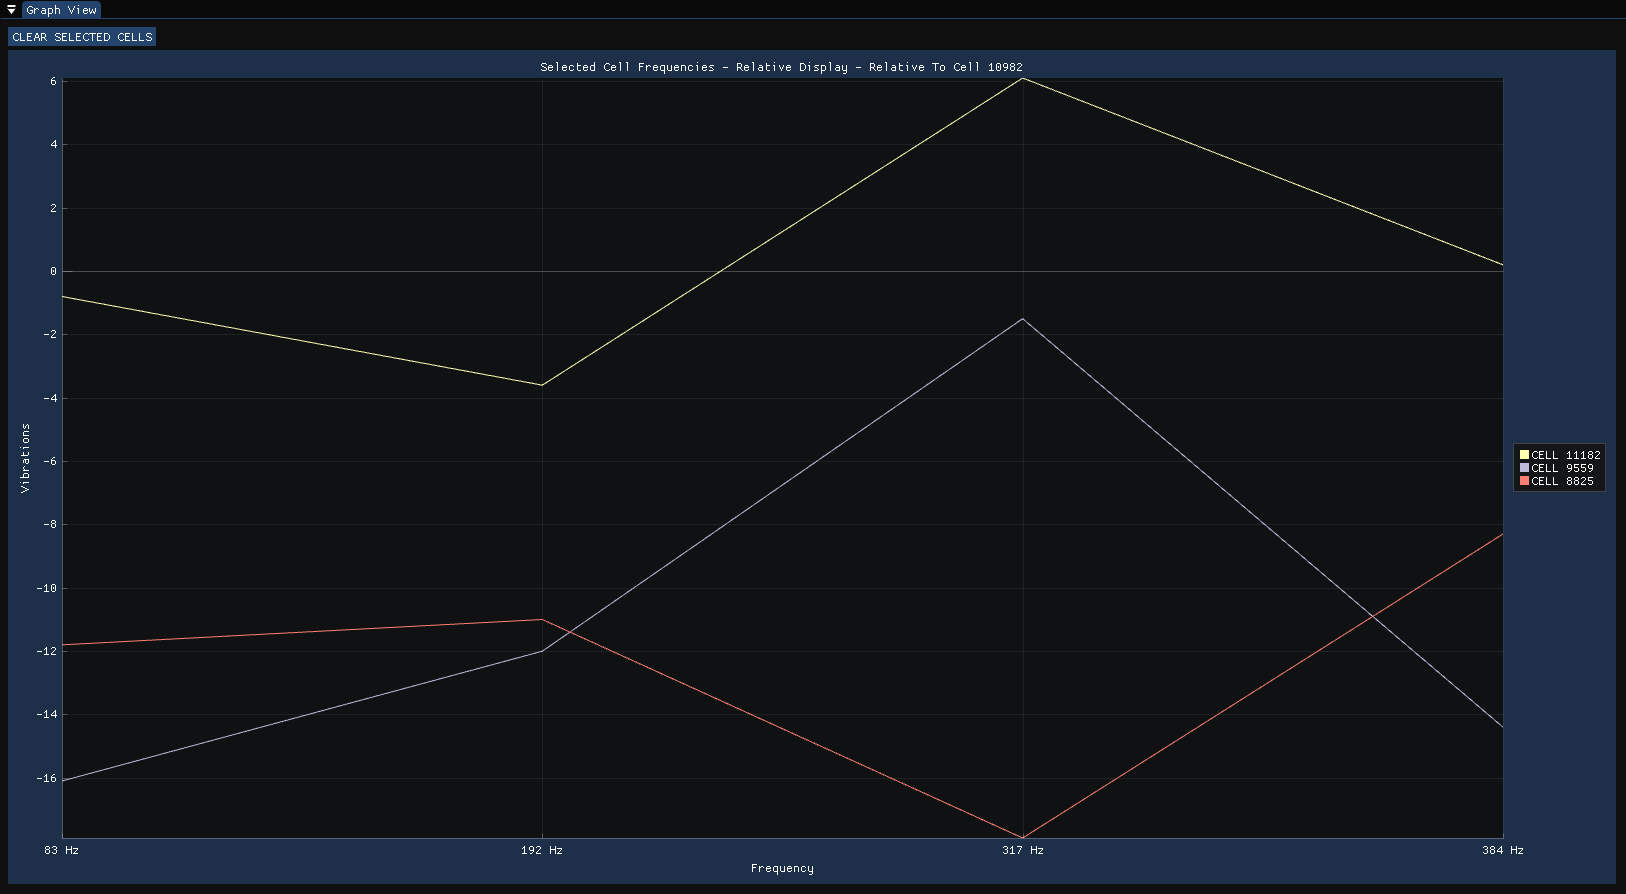 Graph View
CLEAR SELECTED CELLS
Selected Cell Frequencies - Relative Display - Relative To Cell 10982
6
4
2
0
-2
-4
-6
-8
-10
-12
-14
-16
Vibrations
83 Hz
192 Hz
317 Hz
384 Hz
Frequency
CELL 11182
CELL 9559
CELL 8825